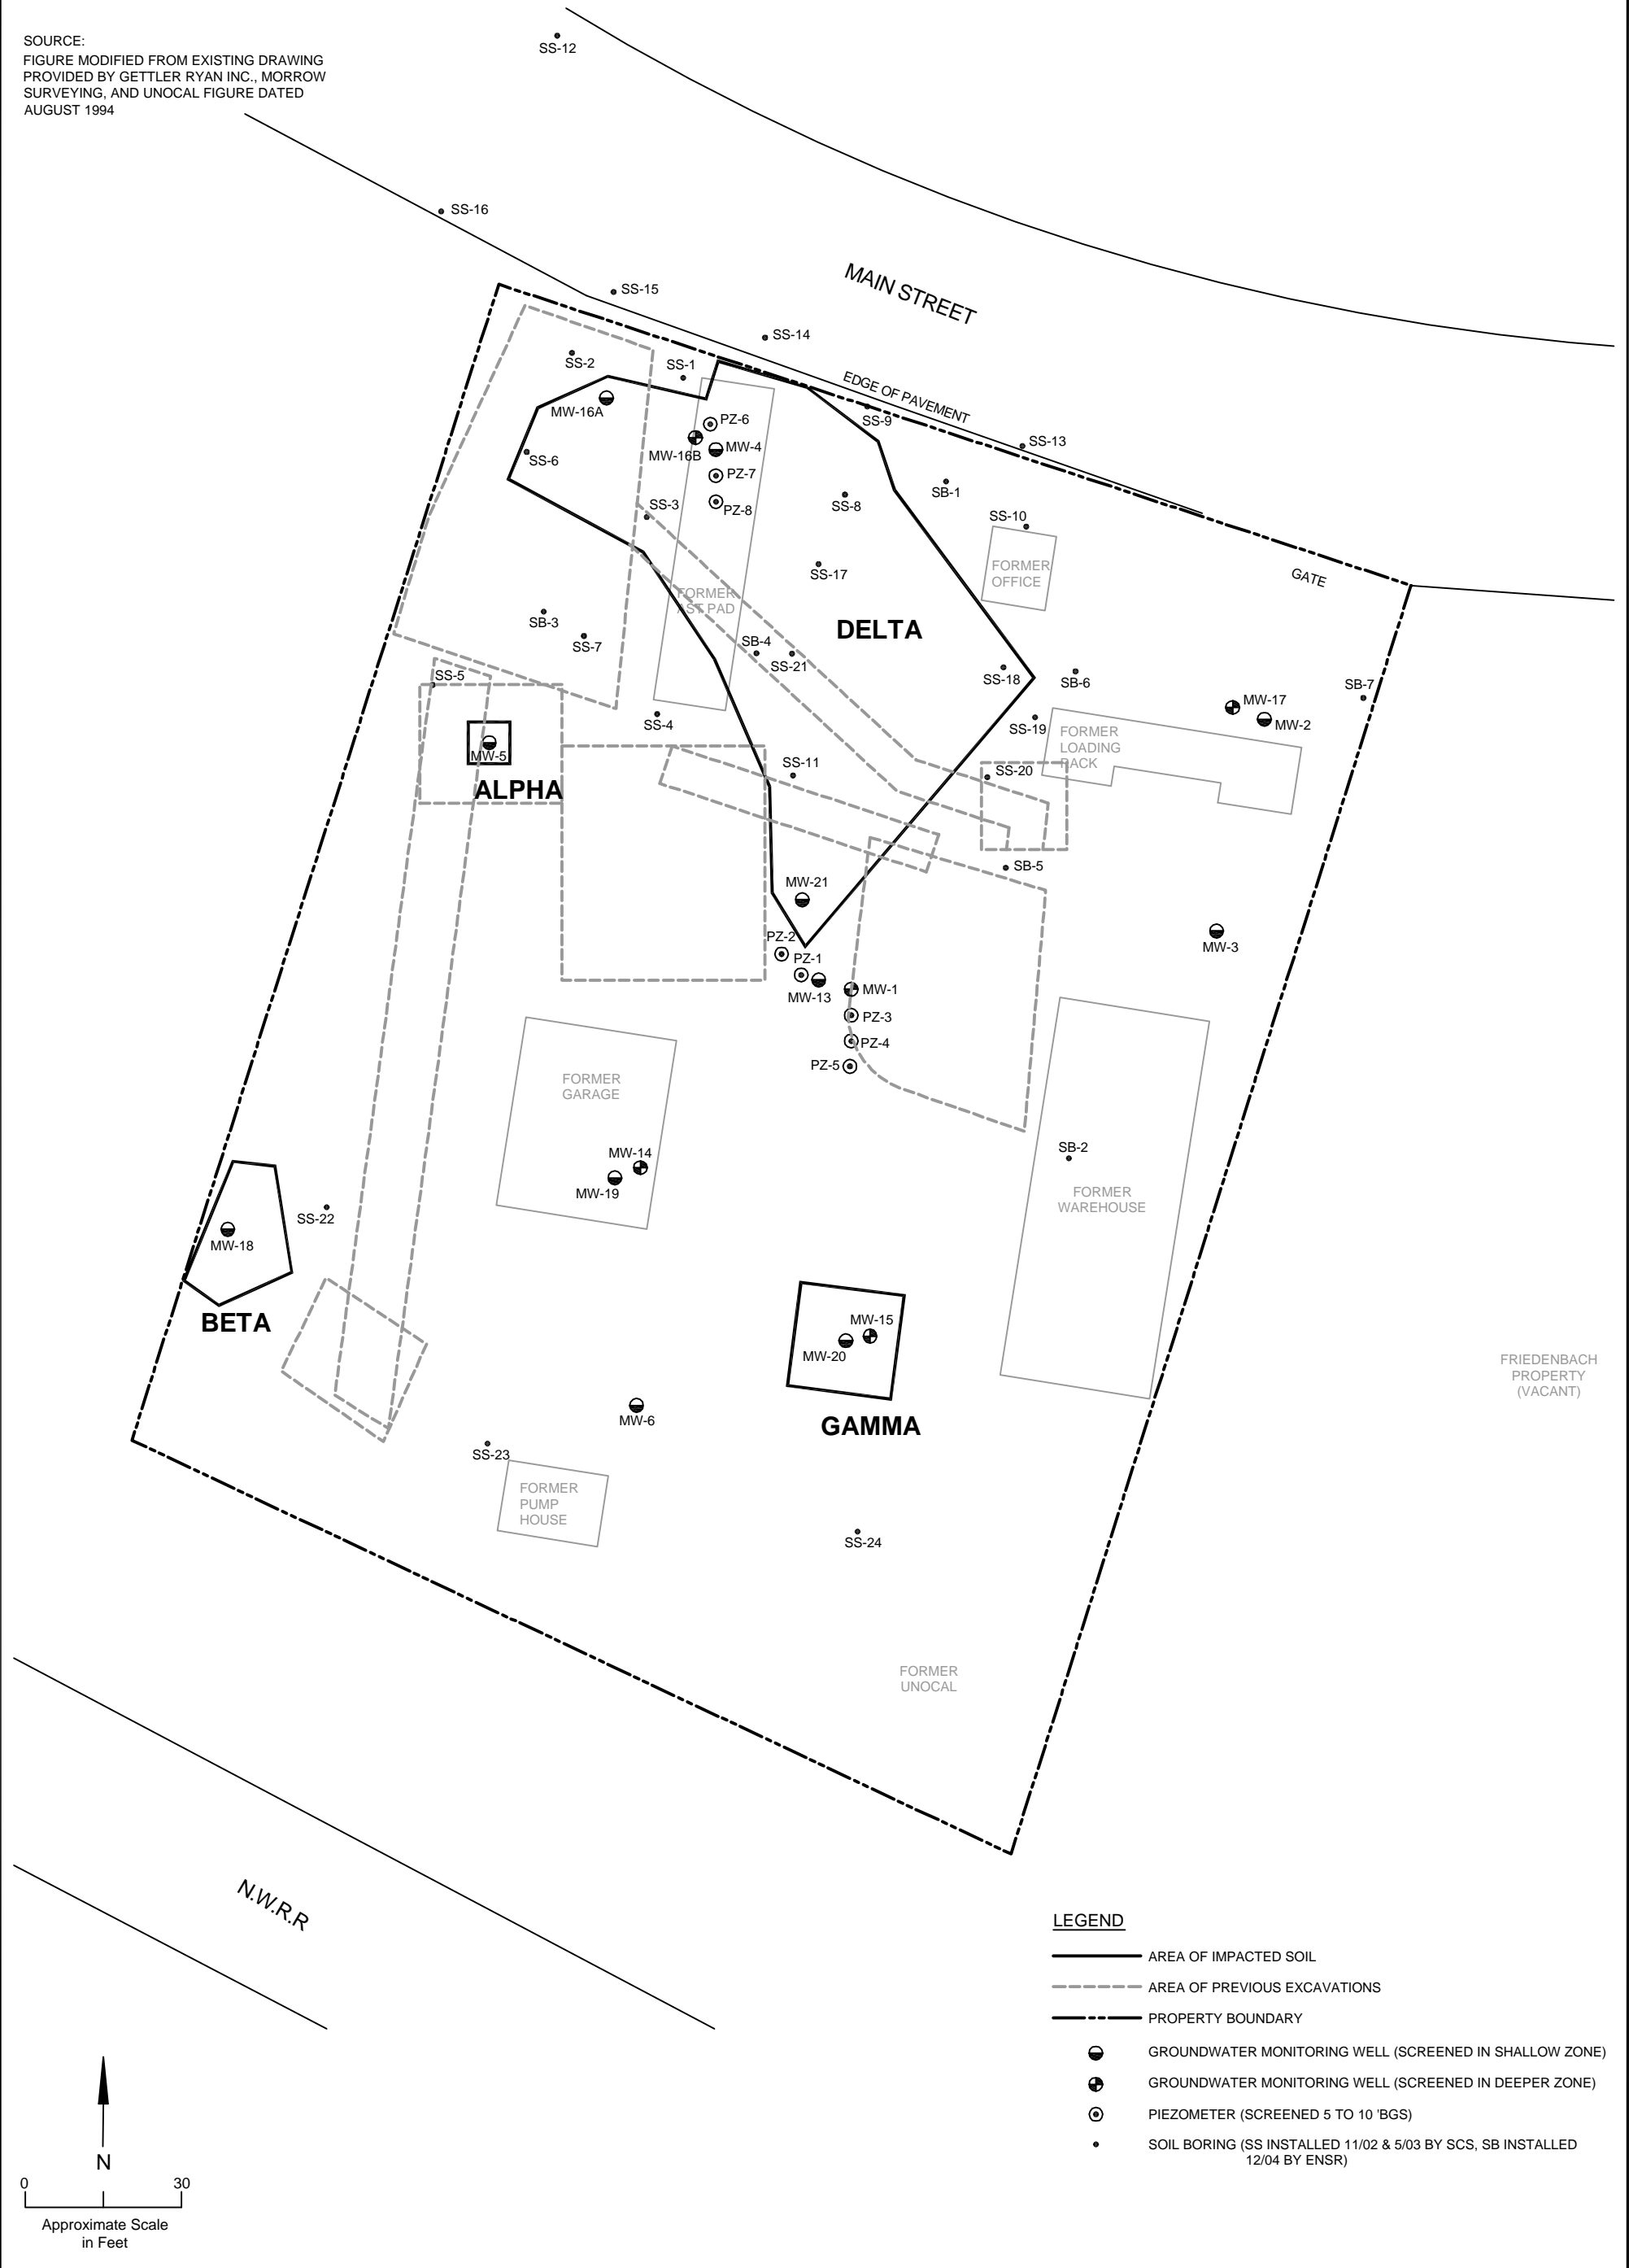 SOURCE:
FIGURE MODIFIED FROM EXISTING DRAWING
PROVIDED BY GETTLER RYAN INC., MORROW
SURVEYING, AND UNOCAL FIGURE DATED
AUGUST 1994
SS-12
SS-16
SS-15
MAIN STREET
SS-14
SS-2
SS-1
EDGE OF PAVEMENT
MW-16A
SS-9
PZ-6
SS-13
MW-4
MW-16B
SS-6
PZ-7
SB-1
SS-3
PZ-8
SS-8
SS-10
SS-17
FORMER
OFFICE
GATE
FORMER
AST PAD
SB-3
DELTA
SS-7
SB-4
SS-21
SS-5
SS-18
SB-6
SB-7
MW-17
MW-2
SS-4
SS-19
FORMER
LOADING
RACK
MW-5
SS-11
SS-20
ALPHA
SB-5
MW-21
PZ-2
MW-3
PZ-1
MW-13
MW-1
PZ-3
PZ-4
PZ-5
FORMER
GARAGE
MW-14
SB-2
MW-19
FORMER
WAREHOUSE
SS-22
MW-18
BETA
MW-15
MW-20
FRIEDENBACH
PROPERTY
(VACANT)
MW-6
GAMMA
SS-23
FORMER
PUMP
HOUSE
SS-24
FORMER
UNOCAL
N.W.R.R
LEGEND
AREA OF IMPACTED SOIL
AREA OF PREVIOUS EXCAVATIONS
PROPERTY BOUNDARY
GROUNDWATER MONITORING WELL (SCREENED IN SHALLOW ZONE)
GROUNDWATER MONITORING WELL (SCREENED IN DEEPER ZONE)
PIEZOMETER (SCREENED 5 TO 10 'BGS)
SOIL BORING (SS INSTALLED 11/02 & 5/03 BY SCS, SB INSTALLED
12/04 BY ENSR)
N
0 30
Approximate Scale
in Feet